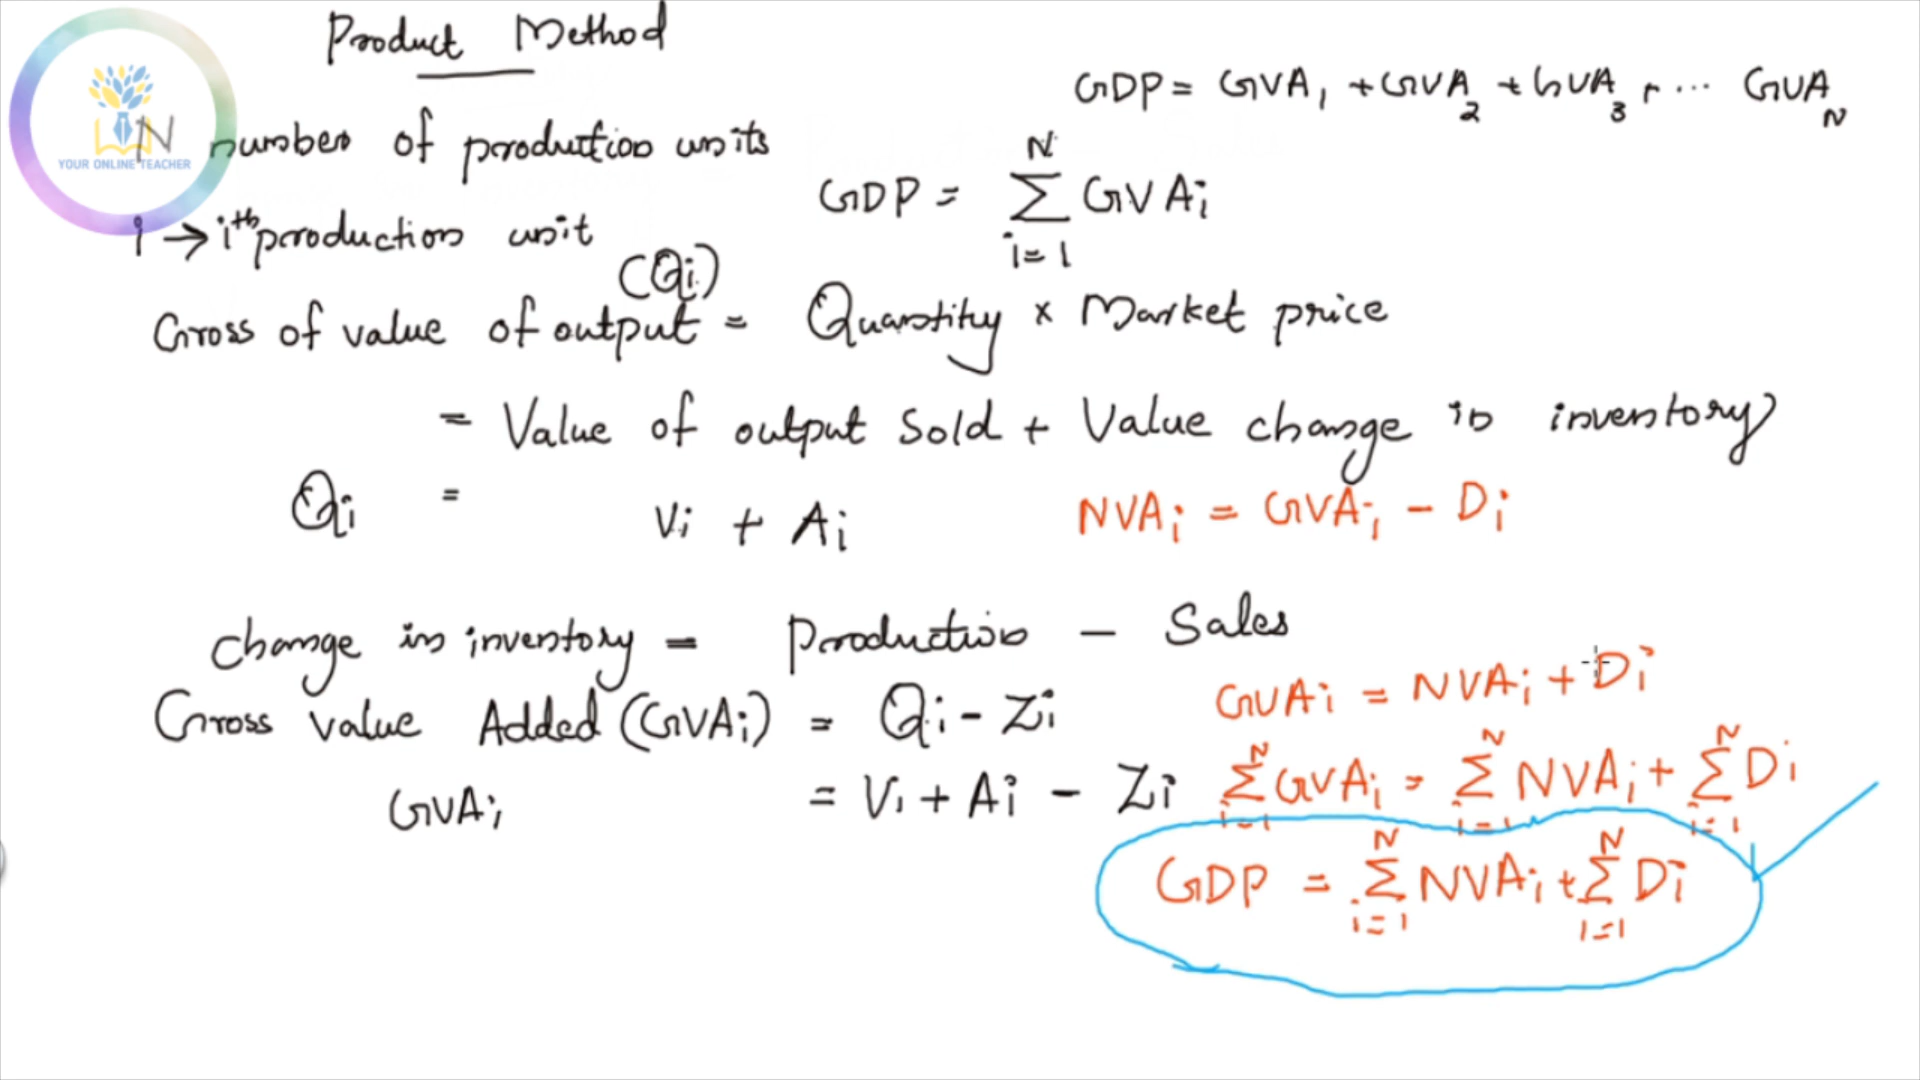 Product Method
GDP = GVA₁ + GVA₂ + GVA₃ + ... GVA_N
N number of production units
YOUR ONLINE TEACHER
GDP = Σ_{i=1}^{N} GVAi
i → iᵗʰ production unit
(Qi)
Gross of value of output = Quantity × Market price
= Value of output Sold + Value change in inventory
Qi = Vi + Ai
NVAi = GVAi - Di
change in inventory = Production - Sales
GVAi = NVAi + Di
Gross value Added (GVAi) = Qi - Zi
Σ_{i=1}^{N} GVAi = Σ_{i=1}^{N} NVAi + Σ_{i=1}^{N} Di
GVAi = Vi + Ai - Zi
GDP = Σ_{i=1}^{N} NVAi + Σ_{i=1}^{N} Di